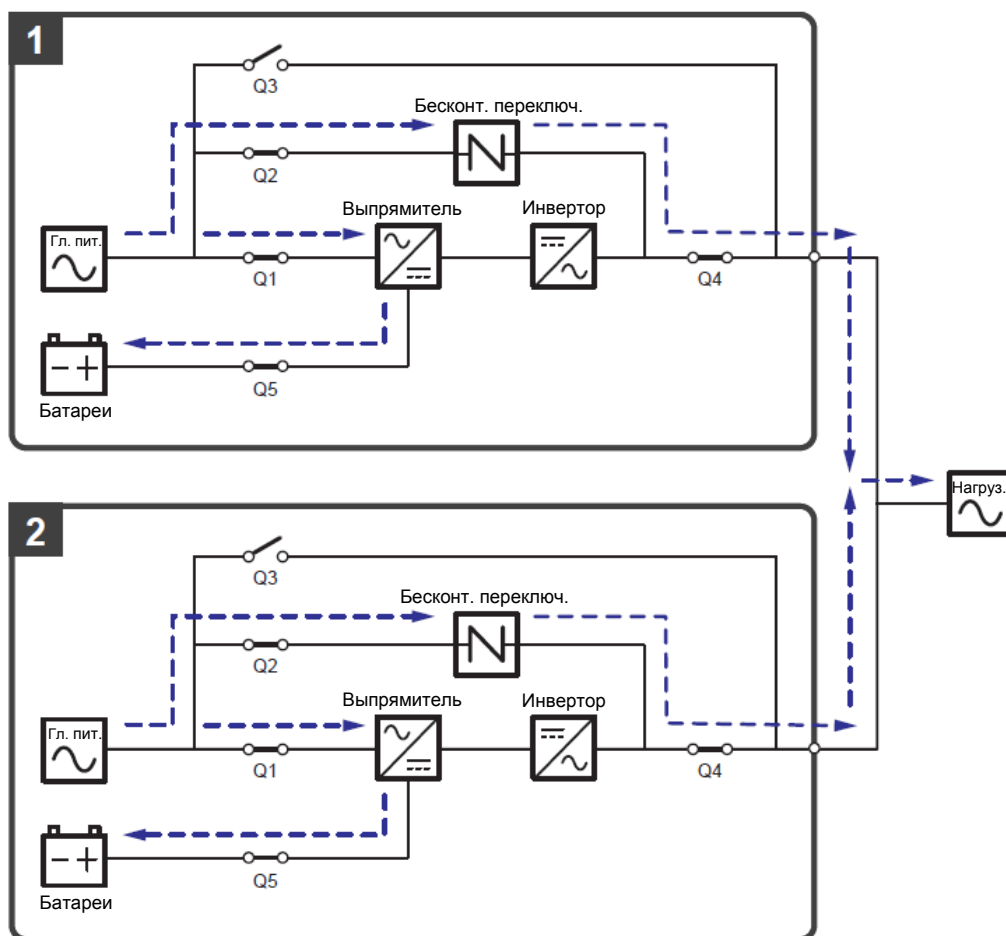 1
Q3
Бесконт. переключ.
Q2
Выпрямитель
Инвертор
Гл. пит.
Q1
Q4
Q5
Батареи
Нагруз.
2
Q3
Бесконт. переключ.
Q2
Выпрямитель
Инвертор
Гл. пит.
Q1
Q4
Q5
Батареи